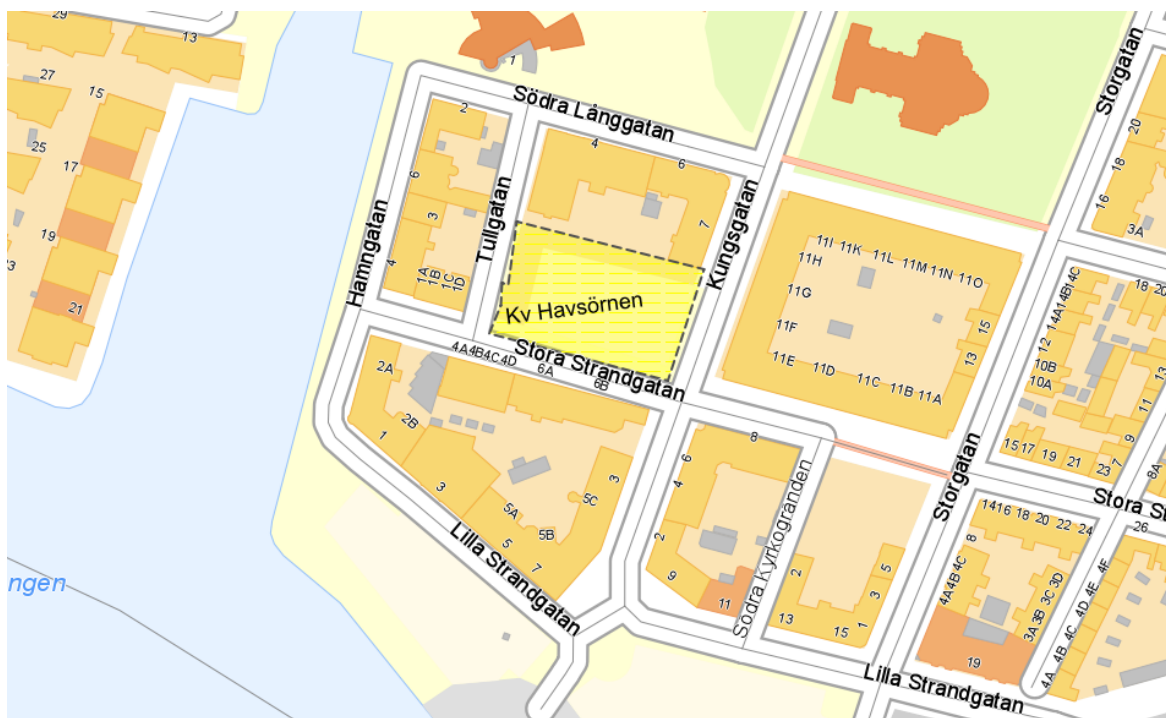 29
13
27
15
25
17
19
21
1
Södra Långgatan
2
6
3
4
1A
1B
1C
1D
Hamngatan
Tullgatan
4
6
7
Kungsgatan
Storgatan
20
18
16
3A
11I
11K
11L
11M
11N
11O
11H
11G
11F
11E
11D
11C
11B
11A
15
13
14C
14B
14A
12
10B
10A
18
20
13
11
9
7
15
17
19
21
23
8A
Kv Havsörnen
Stora Strandgatan
4A
4B
4C
4D
6A
6B
2A
2B
1
3
5A
5B
5C
5
7
3
Lilla Strandgatan
8
6
4
2
9
11
Södra Kyrkogränden
2
13
15
1
3
5
Storgatan
Stora St
14
16
18
20
22
24
26
8
4C
4B
4A
3D
3C
3B
3A
19
4F
4E
4D
4C
4B
4A
Lilla Strandgatan
ngen